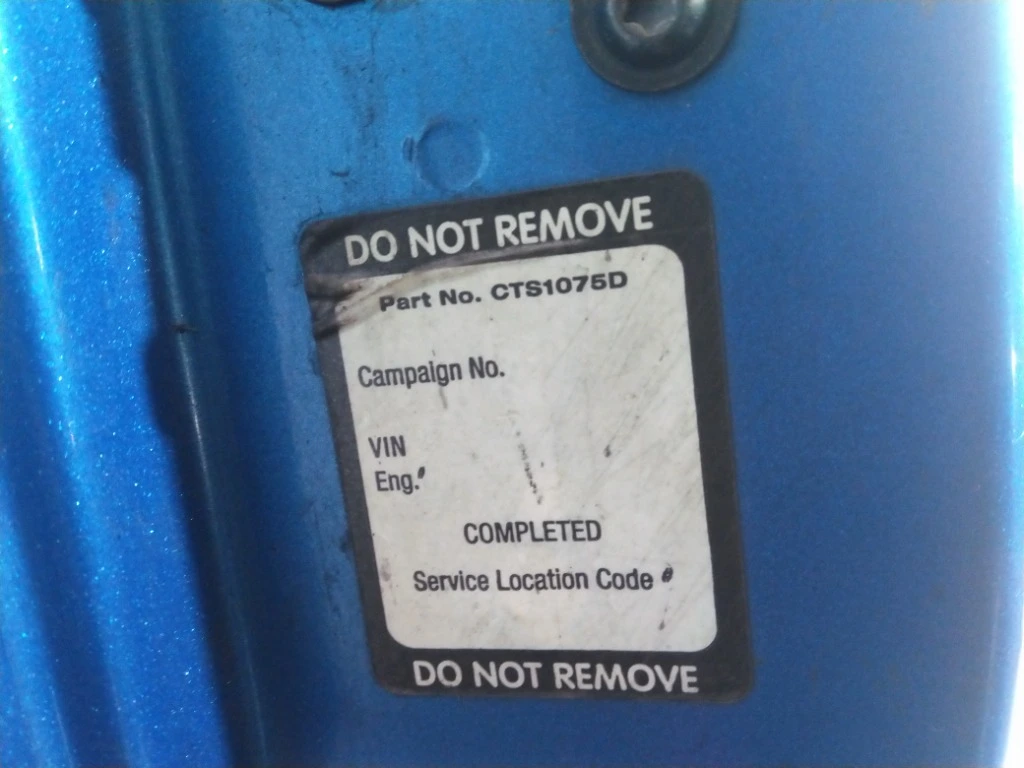 DO NOT REMOVE
Part No. CTS1075D
Campaign No.
VIN
Eng.#
COMPLETED
Service Location Code #
DO NOT REMOVE